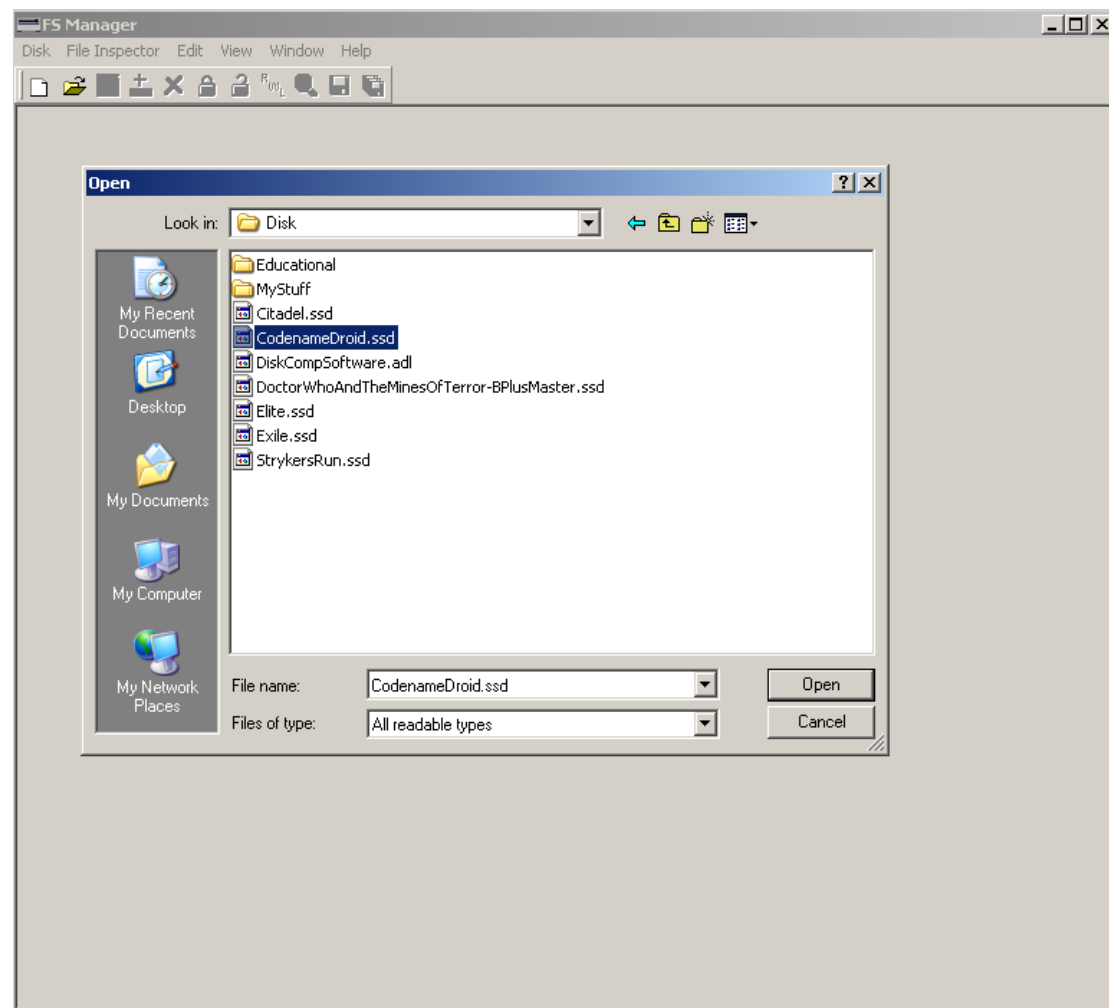 FS Manager
Disk File Inspector Edit View Window Help
Open
Look in: Disk
My Recent Documents
Desktop
My Documents
My Computer
My Network Places
Educational
MyStuff
Citadel.ssd
CodenameDroid.ssd
DiskCompSoftware.adl
DoctorWhoAndTheMinesOfTerror-BPlusMaster.ssd
Elite.ssd
Exile.ssd
StrykersRun.ssd
File name: CodenameDroid.ssd Open
Files of type: All readable types Cancel